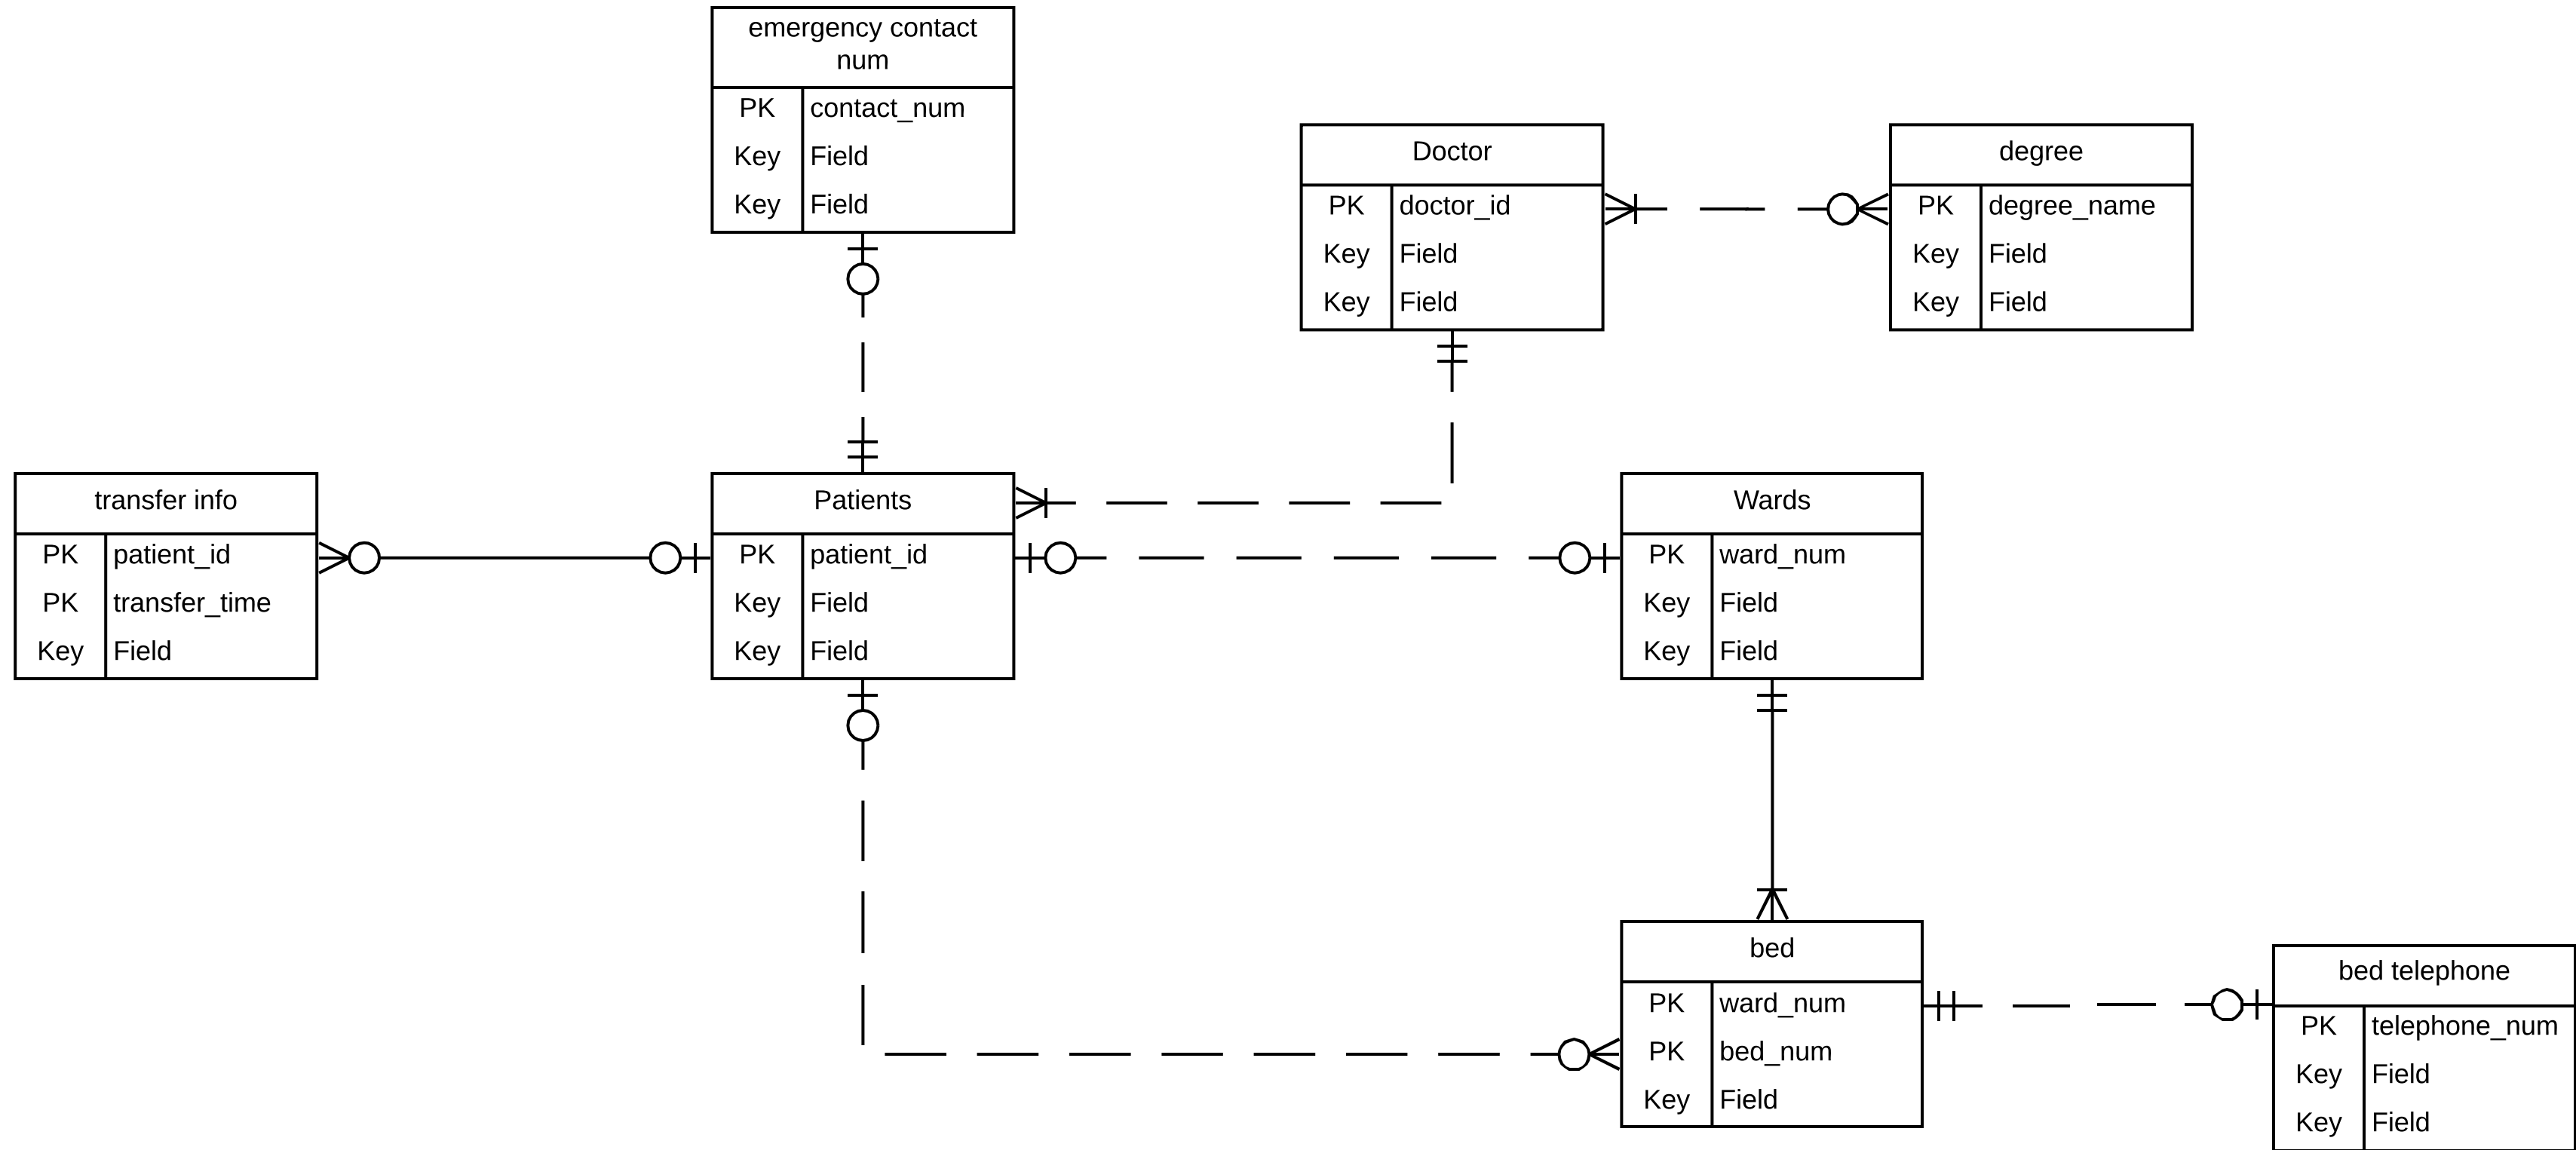 emergency contact
num
PK contact_num
Key Field
Key Field
Doctor
PK doctor_id
Key Field
Key Field
degree
PK degree_name
Key Field
Key Field
transfer info
PK patient_id
PK transfer_time
Key Field
Patients
PK patient_id
Key Field
Key Field
Wards
PK ward_num
Key Field
Key Field
bed
PK ward_num
PK bed_num
Key Field
bed telephone
PK telephone_num
Key Field
Key Field